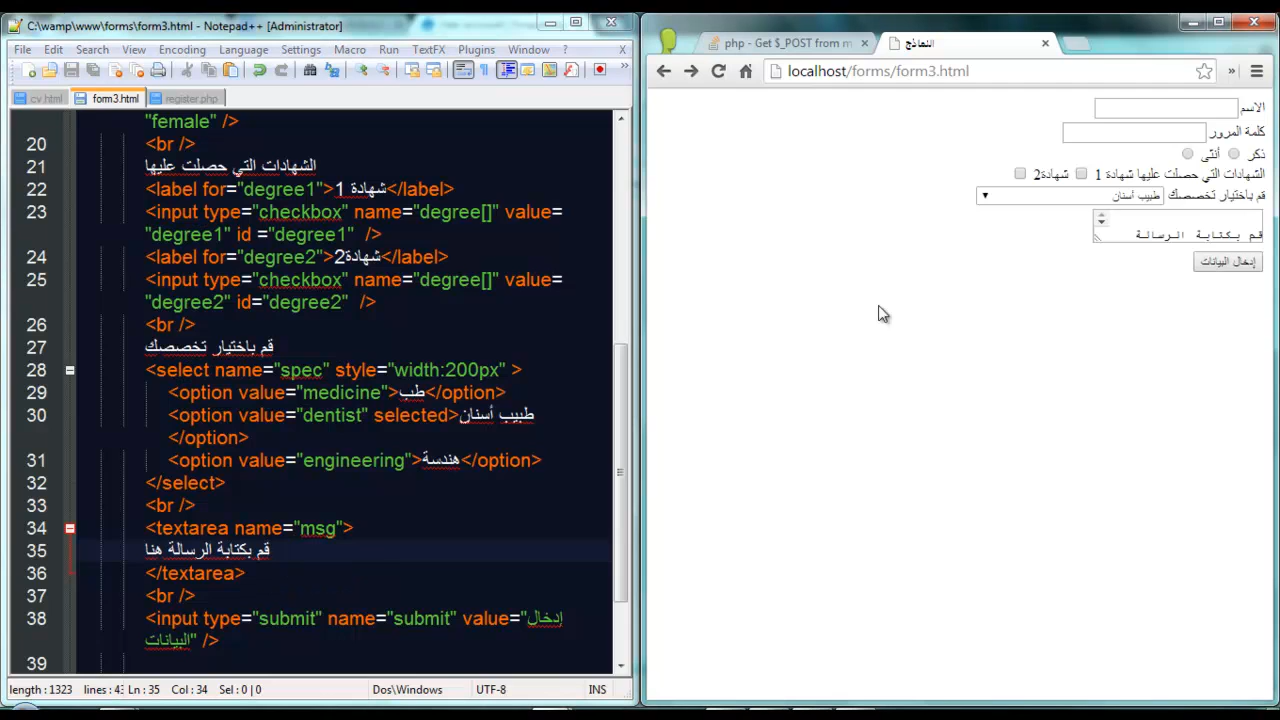 C:\wamp\www\forms\form3.html - Notepad++ [Administrator]
File Edit Search View Encoding Language Settings Macro Run TextFX Plugins Window ? X
cv.html form3.html register.php
"female" />
20 <br />
21 الشهادات التي حصلت عليها
22 <label for="degree1">شهادة 1</label>
23 <input type="checkbox" name="degree[]" value=
"degree1" id ="degree1" />
24 <label for="degree2">شهادة2</label>
25 <input type="checkbox" name="degree[]" value=
"degree2" id="degree2" />
26 <br />
27 قم باختيار تخصصك
28 <select name="spec" style="width:200px" >
29 <option value="medicine">طب</option>
30 <option value="dentist" selected>طبيب أسنان
</option>
31 <option value="engineering">هندسة</option>
32 </select>
33 <br />
34 <textarea name="msg">
35 قم بكتابة الرسالة هنا
36 </textarea>
37 <br />
38 <input type="submit" name="submit" value="إدخال
البيانات" />
39
length : 1323 lines : 43 Ln : 35 Col : 34 Sel : 0 | 0 Dos\Windows UTF-8 INS
php - Get $_POST from m
النماذج
localhost/forms/form3.html
الاسم
كلمة المرور
ذكر أنثى
الشهادات التي حصلت عليها شهادة 1 شهادة2
قم باختيار تخصصك طبيب أسنان
قم بكتابة الرسالة
إدخال البيانات